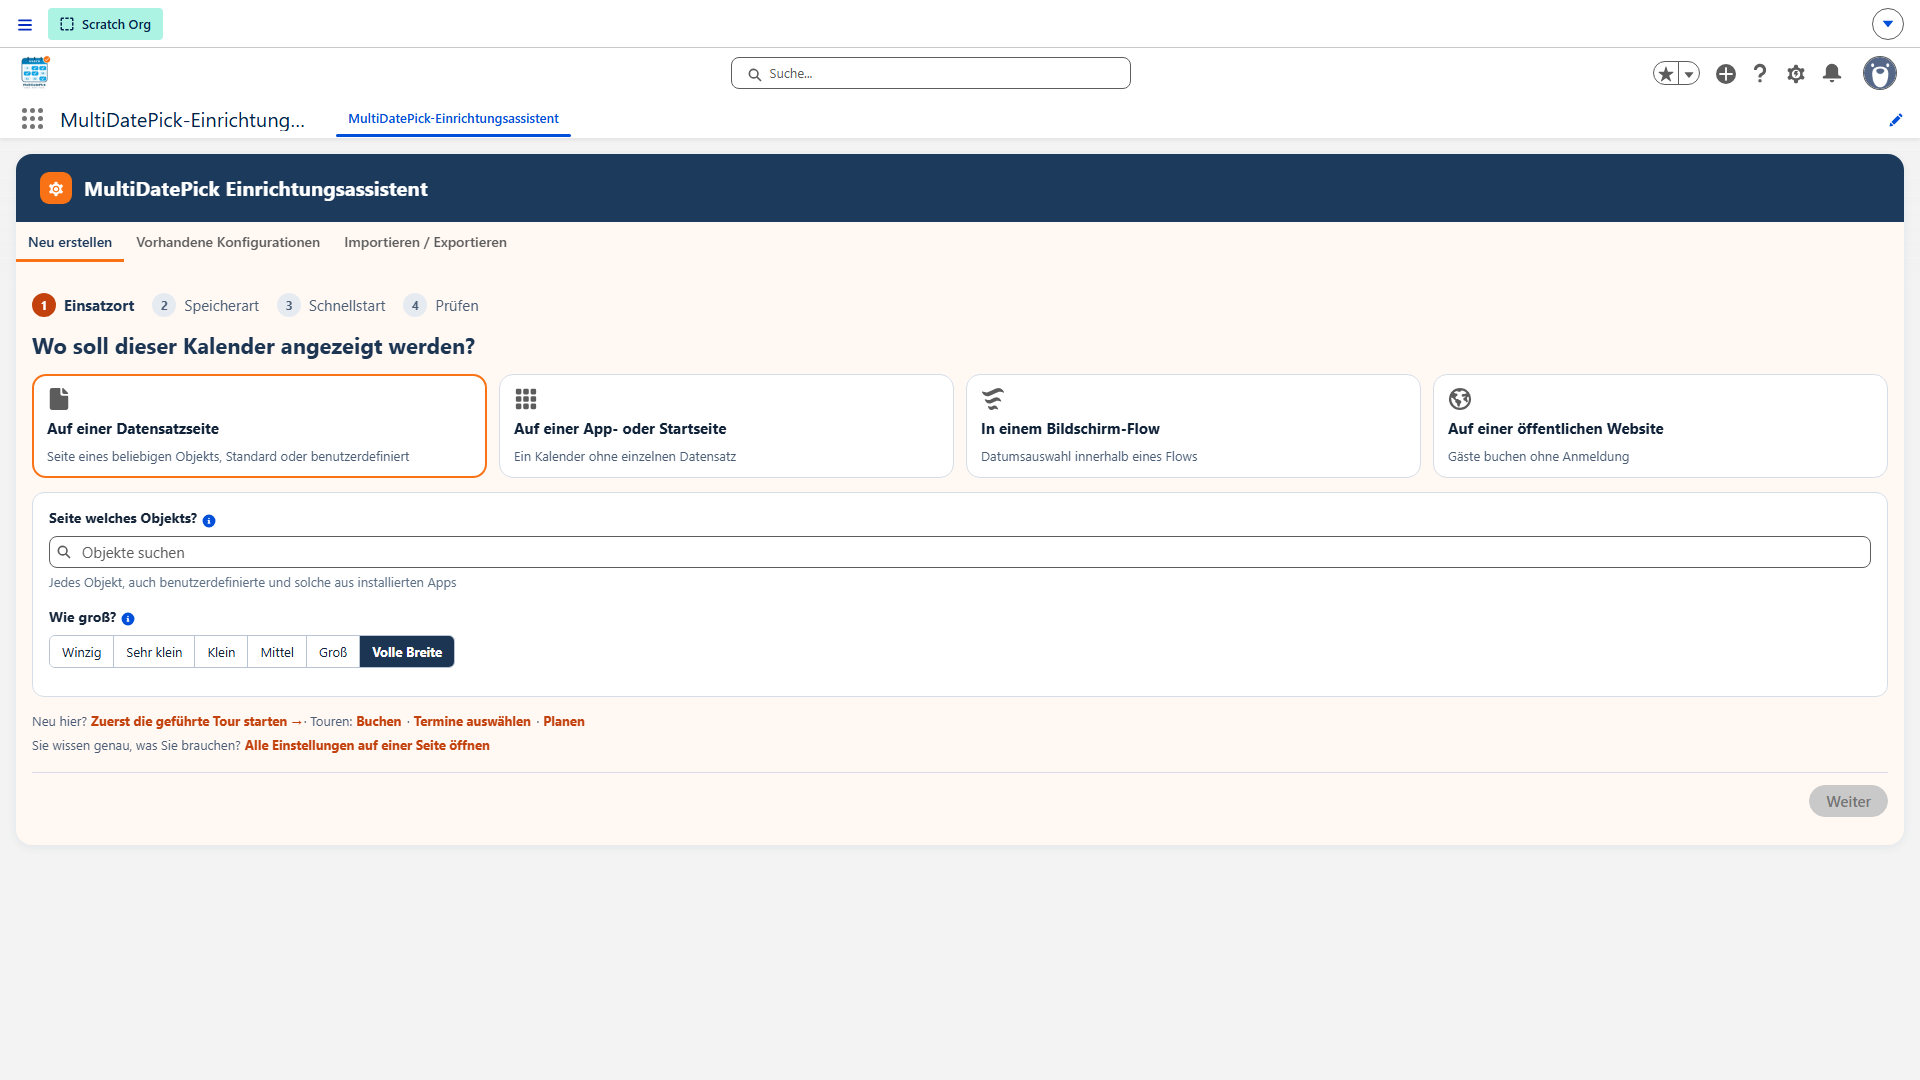 Scratch Org
Suche...
MultiDatePick-Einrichtung...
MultiDatePick-Einrichtungsassistent
MultiDatePick Einrichtungsassistent
Neu erstellen
Vorhandene Konfigurationen
Importieren / Exportieren
1 Einsatzort
2 Speicherart
3 Schnellstart
4 Prüfen
Wo soll dieser Kalender angezeigt werden?
Auf einer Datensatzseite
Seite eines beliebigen Objekts, Standard oder benutzerdefiniert
Auf einer App- oder Startseite
Ein Kalender ohne einzelnen Datensatz
In einem Bildschirm-Flow
Datumsauswahl innerhalb eines Flows
Auf einer öffentlichen Website
Gäste buchen ohne Anmeldung
Seite welches Objekts?
Objekte suchen
Jedes Objekt, auch benutzerdefinierte und solche aus installierten Apps
Wie groß?
Winzig
Sehr klein
Klein
Mittel
Groß
Volle Breite
Neu hier? Zuerst die geführte Tour starten → · Touren: Buchen · Termine auswählen · Planen
Sie wissen genau, was Sie brauchen? Alle Einstellungen auf einer Seite öffnen
Weiter